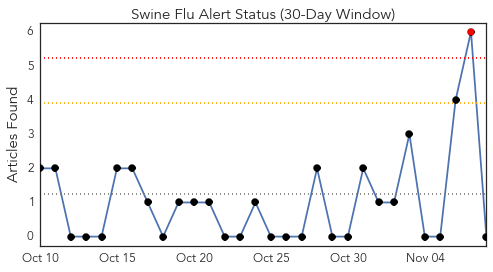 Swine Flu Alert Status (30-Day Window)
Articles Found
6
5
4
3
2
1
0
Oct 10
Oct 15
Oct 20
Oct 25
Oct 30
Nov 04